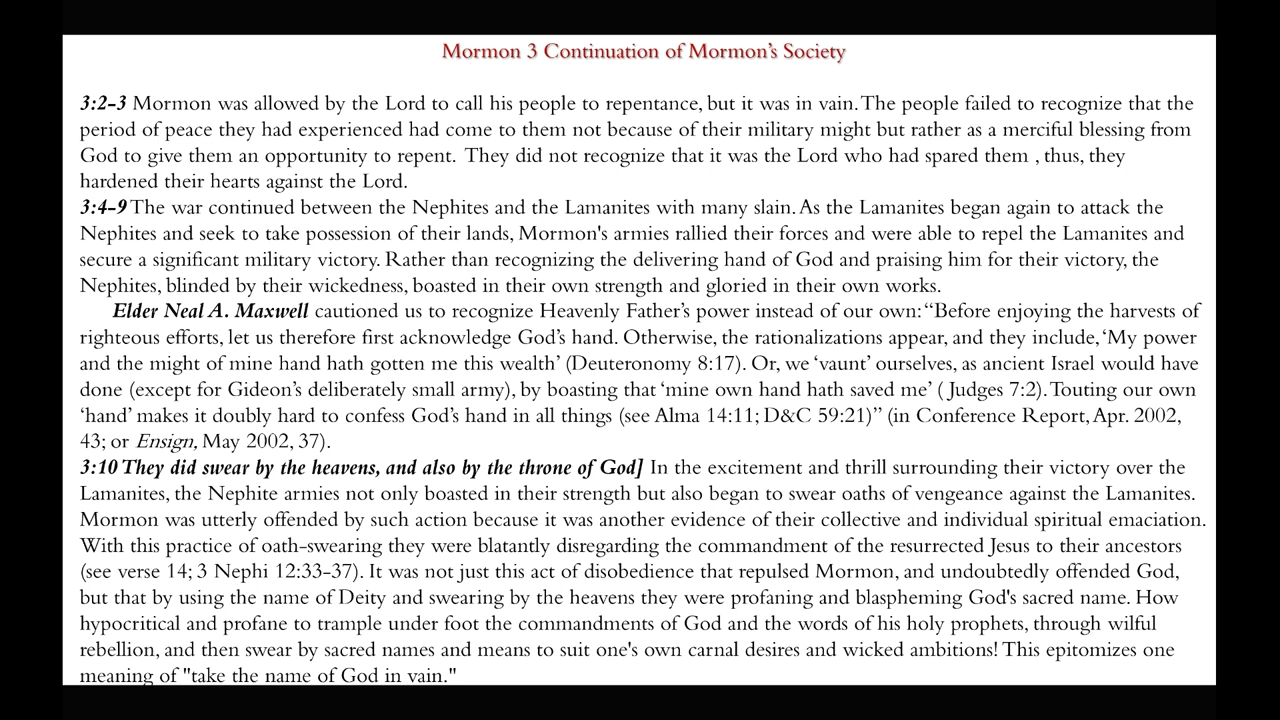 Mormon 3 Continuation of Mormon's Society
3:2-3 Mormon was allowed by the Lord to call his people to repentance, but it was in vain. The people failed to recognize that the
period of peace they had experienced had come to them not because of their military might but rather as a merciful blessing from
God to give them an opportunity to repent. They did not recognize that it was the Lord who had spared them , thus, they
hardened their hearts against the Lord.
3:4-9 The war continued between the Nephites and the Lamanites with many slain. As the Lamanites began again to attack the
Nephites and seek to take possession of their lands, Mormon's armies rallied their forces and were able to repel the Lamanites and
secure a significant military victory. Rather than recognizing the delivering hand of God and praising him for their victory, the
Nephites, blinded by their wickedness, boasted in their own strength and gloried in their own works.
Elder Neal A. Maxwell cautioned us to recognize Heavenly Father's power instead of our own: “Before enjoying the harvests of
righteous efforts, let us therefore first acknowledge God's hand. Otherwise, the rationalizations appear, and they include, ‘My power
and the might of mine hand hath gotten me this wealth’ (Deuteronomy 8:17). Or, we ‘vaunt’ ourselves, as ancient Israel would have
done (except for Gideon's deliberately small army), by boasting that ‘mine own hand hath saved me’ ( Judges 7:2). Touting our own
‘hand’ makes it doubly hard to confess God's hand in all things (see Alma 14:11; D&C 59:21)” (in Conference Report, Apr. 2002,
43; or Ensign, May 2002, 37).
3:10 They did swear by the heavens, and also by the throne of God] In the excitement and thrill surrounding their victory over the
Lamanites, the Nephite armies not only boasted in their strength but also began to swear oaths of vengeance against the Lamanites.
Mormon was utterly offended by such action because it was another evidence of their collective and individual spiritual emaciation.
With this practice of oath-swearing they were blatantly disregarding the commandment of the resurrected Jesus to their ancestors
(see verse 14; 3 Nephi 12:33-37). It was not just this act of disobedience that repulsed Mormon, and undoubtedly offended God,
but that by using the name of Deity and swearing by the heavens they were profaning and blaspheming God's sacred name. How
hypocritical and profane to trample under foot the commandments of God and the words of his holy prophets, through wilful
rebellion, and then swear by sacred names and means to suit one's own carnal desires and wicked ambitions! This epitomizes one
meaning of "take the name of God in vain."